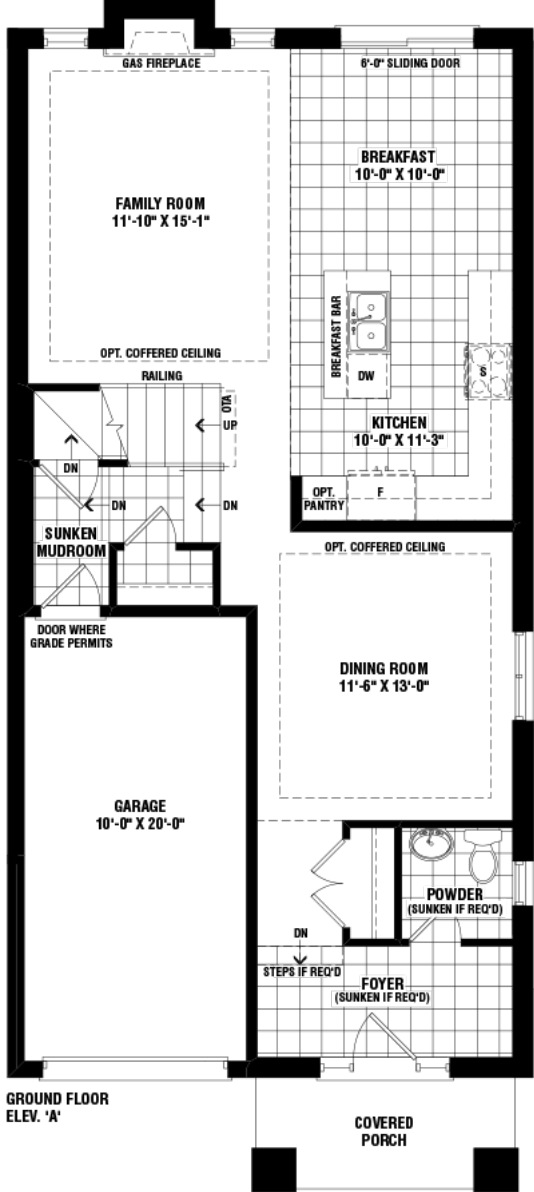 GAS FIREPLACE
6'-0" SLIDING DOOR
BREAKFAST
10'-0" X 10'-0"
FAMILY ROOM
11'-10" X 15'-1"
BREAKFAST BAR
OPT. COFFERED CEILING
DW
S
RAILING
OTA
UP
KITCHEN
10'-0" X 11'-3"
DN
DN
DN
OPT.
PANTRY
F
SUNKEN
MUDROOM
OPT. COFFERED CEILING
DOOR WHERE
GRADE PERMITS
DINING ROOM
11'-6" X 13'-0"
GARAGE
10'-0" X 20'-0"
POWDER
(SUNKEN IF REQ'D)
DN
STEPS IF REQ'D
FOYER
(SUNKEN IF REQ'D)
GROUND FLOOR
ELEV. 'A'
COVERED
PORCH